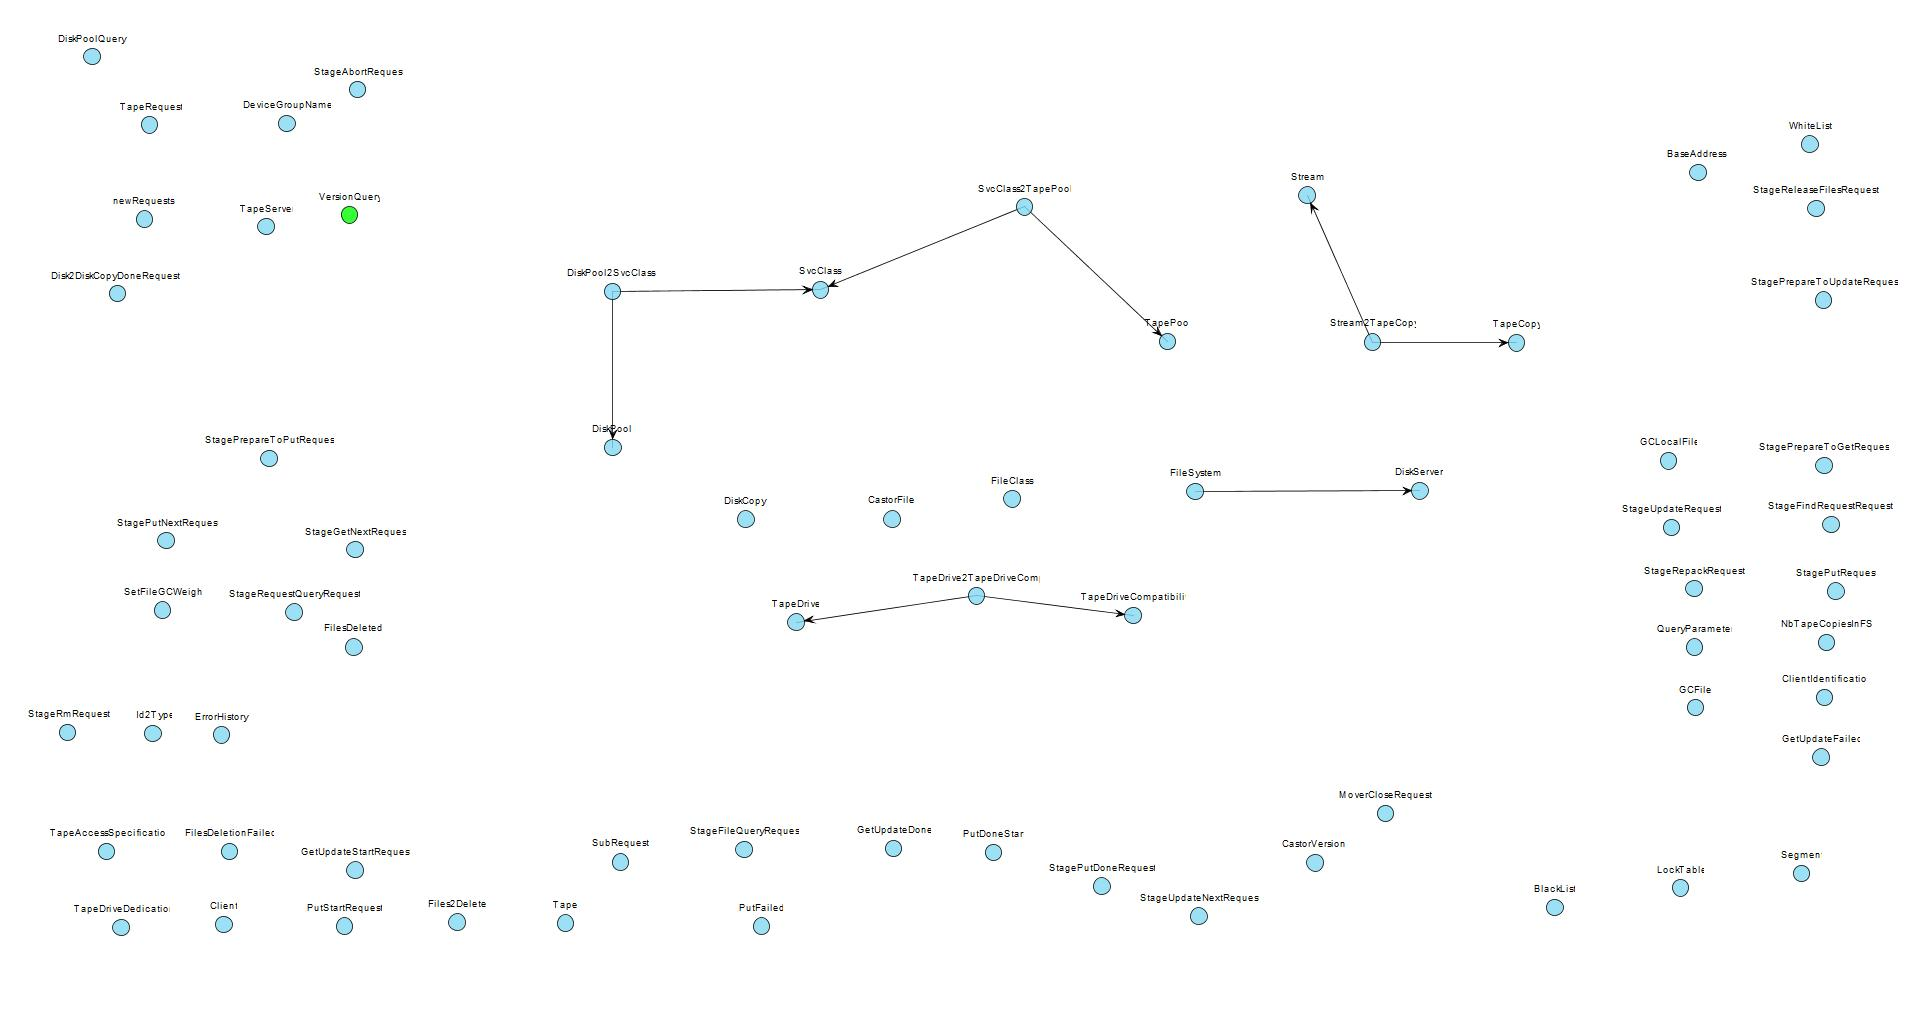 DiskPoolQuery
StageAbortReques
TapeRequest
DeviceGroupName
WhiteList
BaseAddress
Stream
SvcClass2TapePool
StageReleaseFilesRequest
newRequests
TapeServer
VersionQuery
Disk2DiskCopyDoneRequest
DiskPool2SvcClass
SvcClass
StagePrepareToUpdateReques
TapePoo
Stream2TapeCopy
TapeCopy
DiskPool
StagePrepareToPutReques
GCLocalFile
StagePrepareToGetReques
FileSystem
DiskServer
FileClass
DiskCopy
CastorFile
StageUpdateRequest
StageFindRequestRequest
StagePutNextReques
StageGetNextReques
StageRepackRequest
StagePutReques
TapeDrive2TapeDriveComp
SetFileGCWeigh
StageRequestQueryRequest
TapeDrive
TapeDriveCompatibili
FilesDeleted
QueryParameter
NbTapeCopiesInFS
GCFile
ClientIdentificatio
StageRmRequest
Id2Type
ErrorHistory
GetUpdateFailed
MoverCloseRequest
TapeAccessSpecificatio
FilesDeletionFailed
GetUpdateStartReques
SubRequest
StageFileQueryReques
GetUpdateDone
PutDoneStar
CastorVersion
StagePutDoneRequest
LockTable
Segmen
TapeDriveDedicatio
Client
PutStartRequest
Files2Delete
Tape
PutFailed
StageUpdateNextReques
BlackList